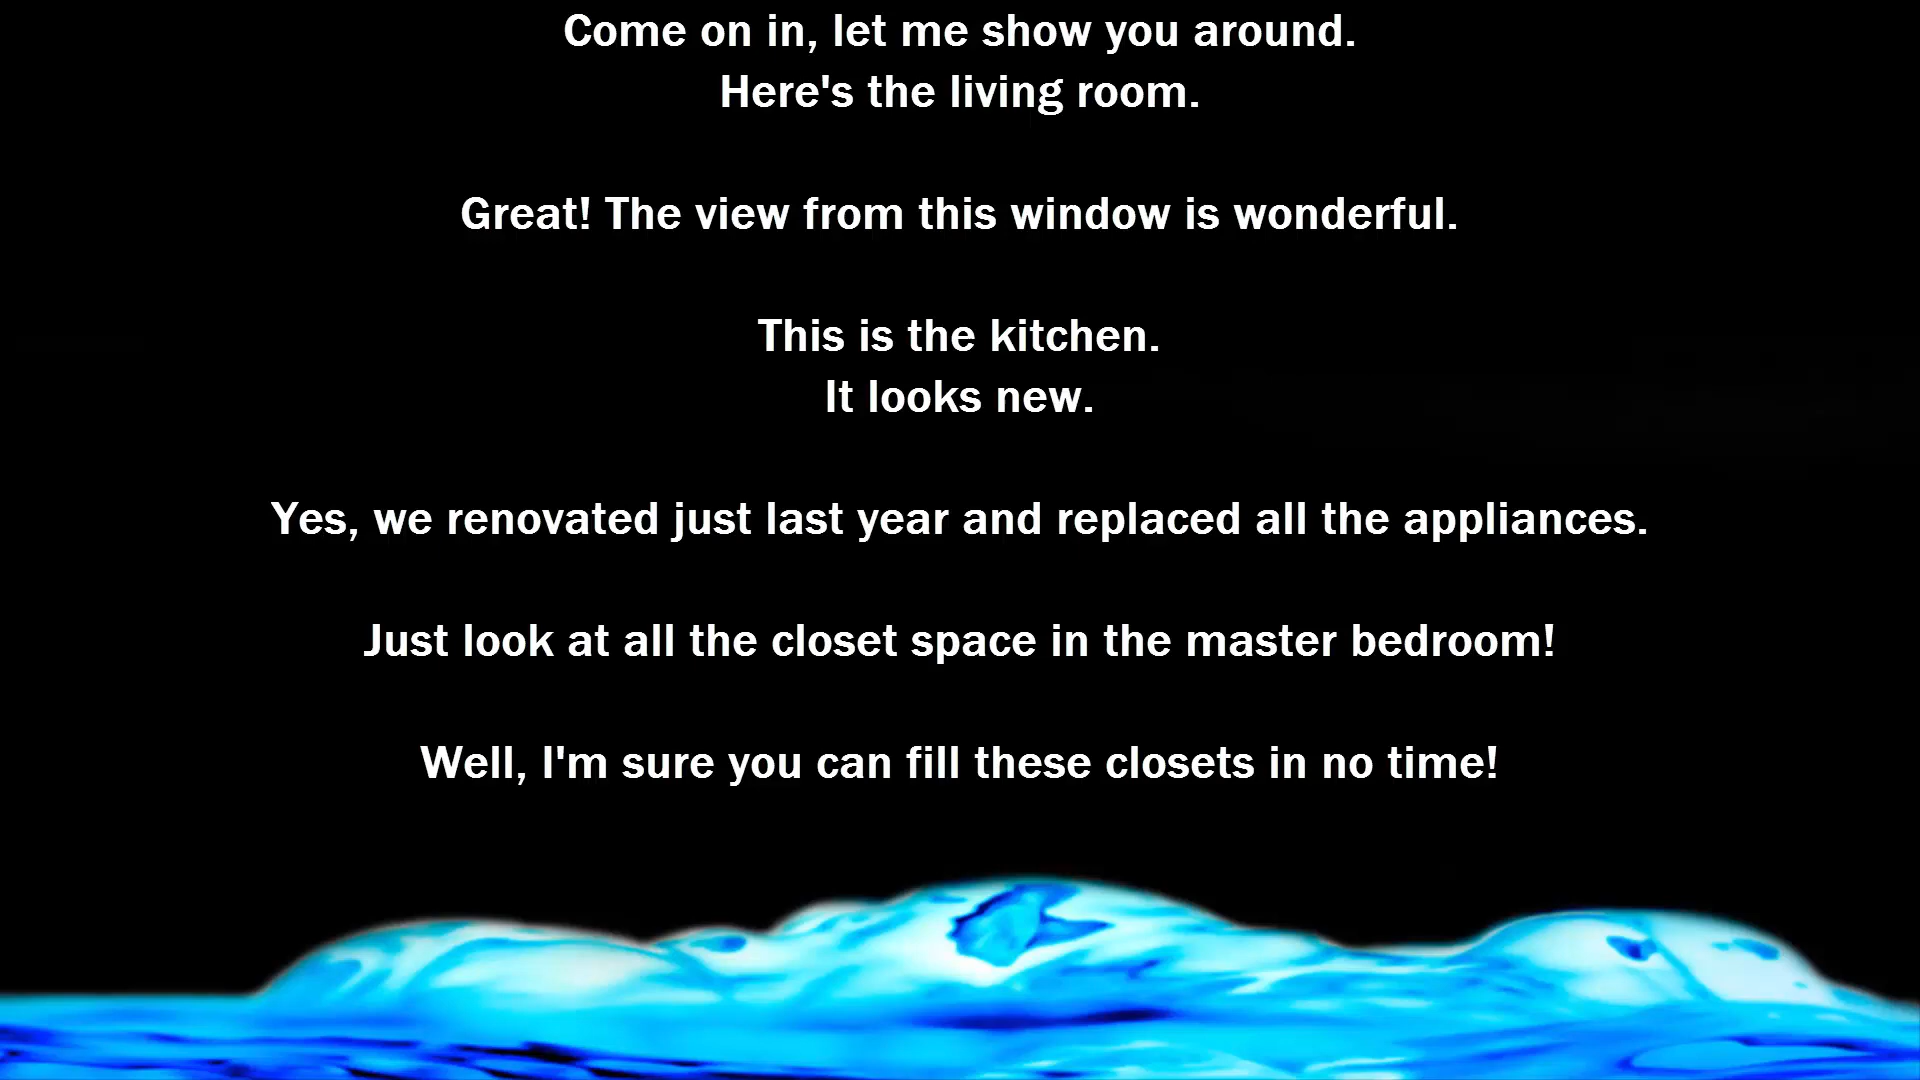 Come on in, let me show you around.
Here's the living room.
Great! The view from this window is wonderful.
This is the kitchen.
It looks new.
Yes, we renovated just last year and replaced all the appliances.
Just look at all the closet space in the master bedroom!
Well, I'm sure you can fill these closets in no time!